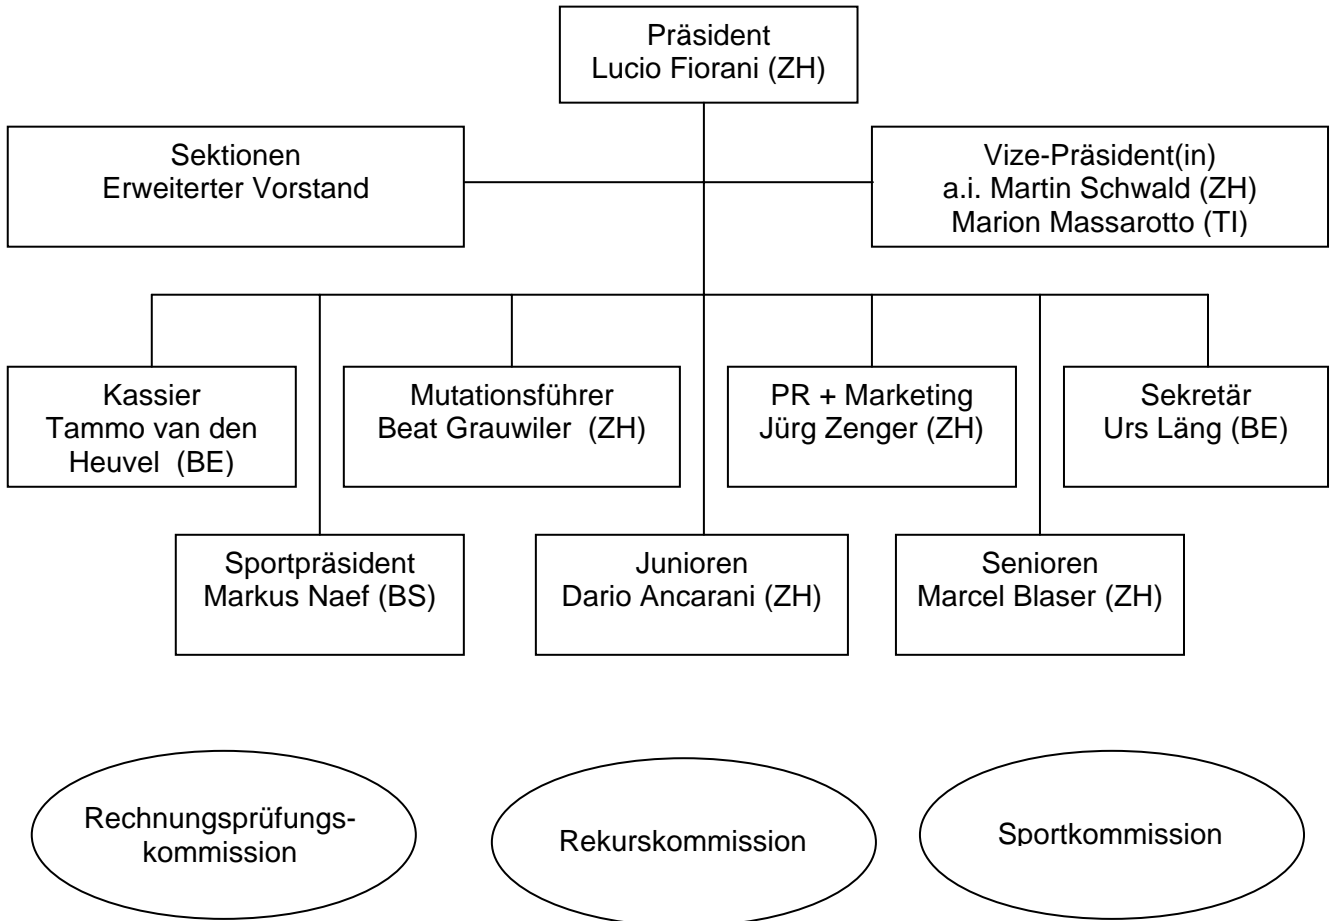 Präsident
Lucio Fiorani (ZH)
Sektionen
Erweiterter Vorstand
Vize-Präsident(in)
a.i. Martin Schwald (ZH)
Marion Massarotto (TI)
Kassier
Tammo van den
Heuvel (BE)
Mutationsführer
Beat Grauwiler (ZH)
PR + Marketing
Jürg Zenger (ZH)
Sekretär
Urs Läng (BE)
Sportpräsident
Markus Naef (BS)
Junioren
Dario Ancarani (ZH)
Senioren
Marcel Blaser (ZH)
Rechnungsprüfungs-
kommission
Rekurskommission
Sportkommission